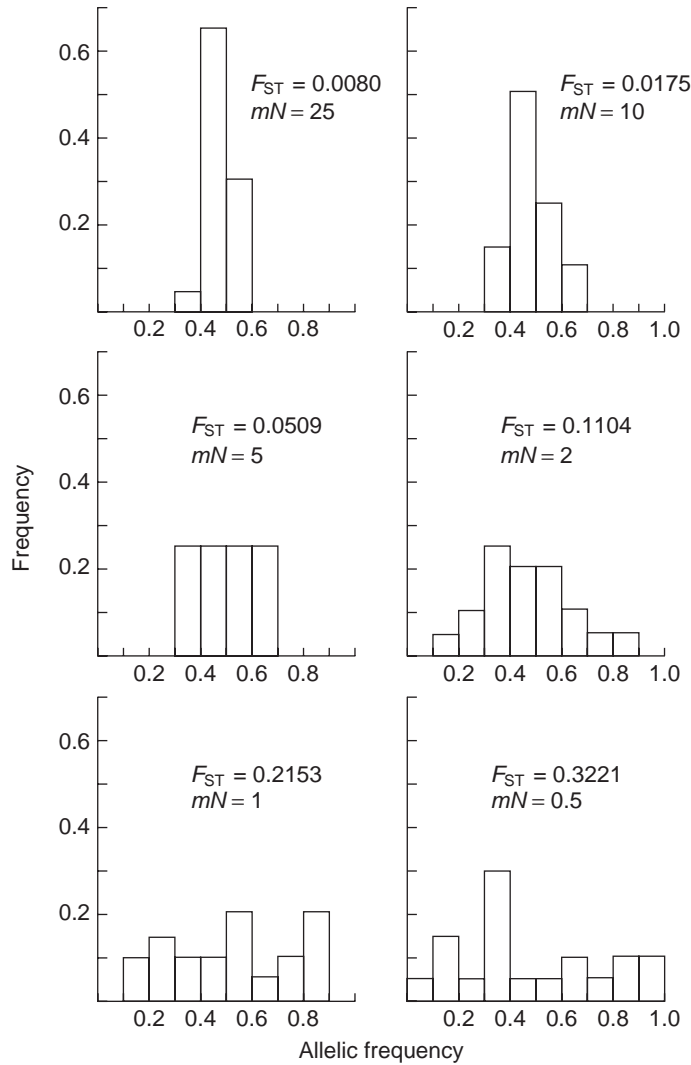 0.6
0.4
0.2
F_ST = 0.0080
mN = 25
0.2 0.4 0.6 0.8
F_ST = 0.0175
mN = 10
0.2 0.4 0.6 0.8 1.0
Frequency
0.6
0.4
0.2
F_ST = 0.0509
mN = 5
0.2 0.4 0.6 0.8
F_ST = 0.1104
mN = 2
0.2 0.4 0.6 0.8 1.0
0.6
0.4
0.2
F_ST = 0.2153
mN = 1
0.2 0.4 0.6 0.8
F_ST = 0.3221
mN = 0.5
0.2 0.4 0.6 0.8 1.0
Allelic frequency